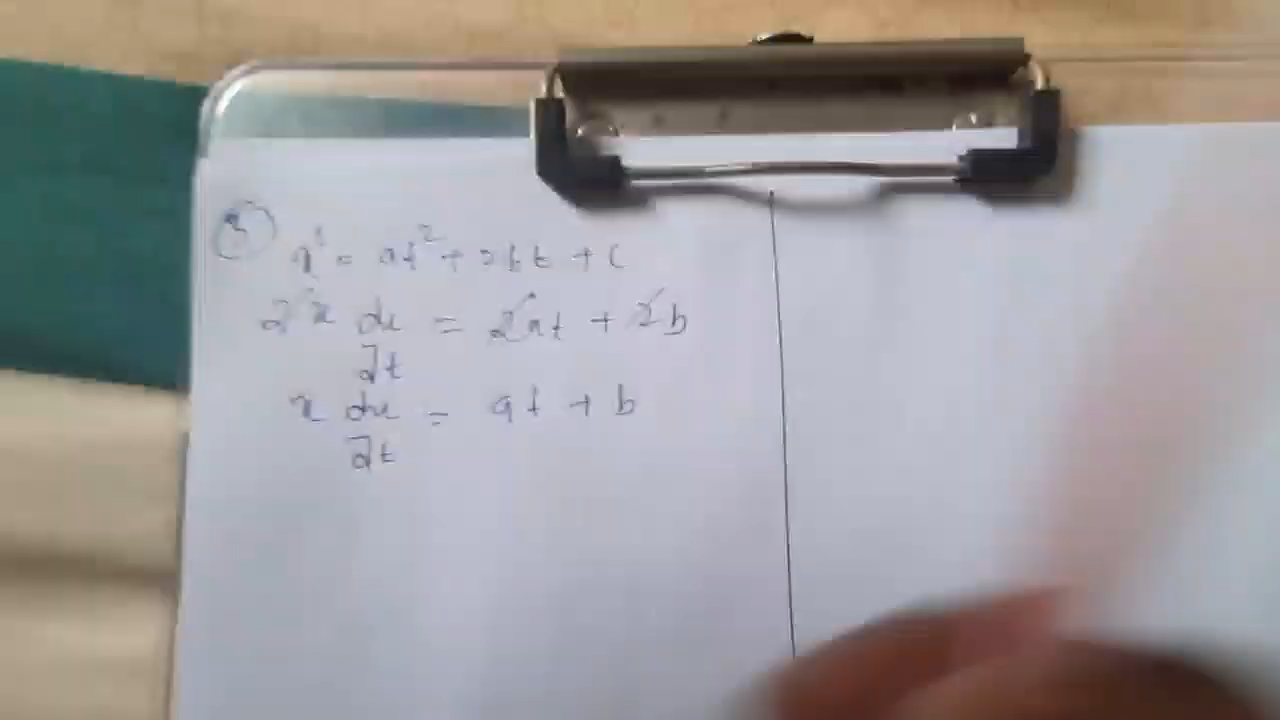 3
x² = at² + 2bt + c
2x dx/dt = 2at + 2b
x dx/dt = at + b